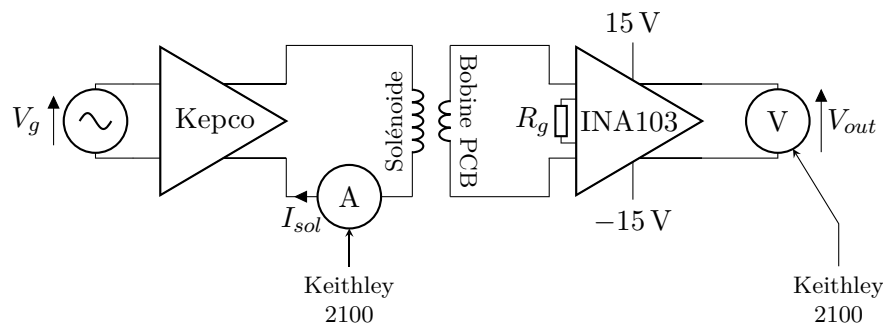 15 V
V_g
Kepco
Solénoide
Bobine PCB
R_g
INA103
V
V_out
A
I_sol
−15 V
Keithley
2100
Keithley
2100